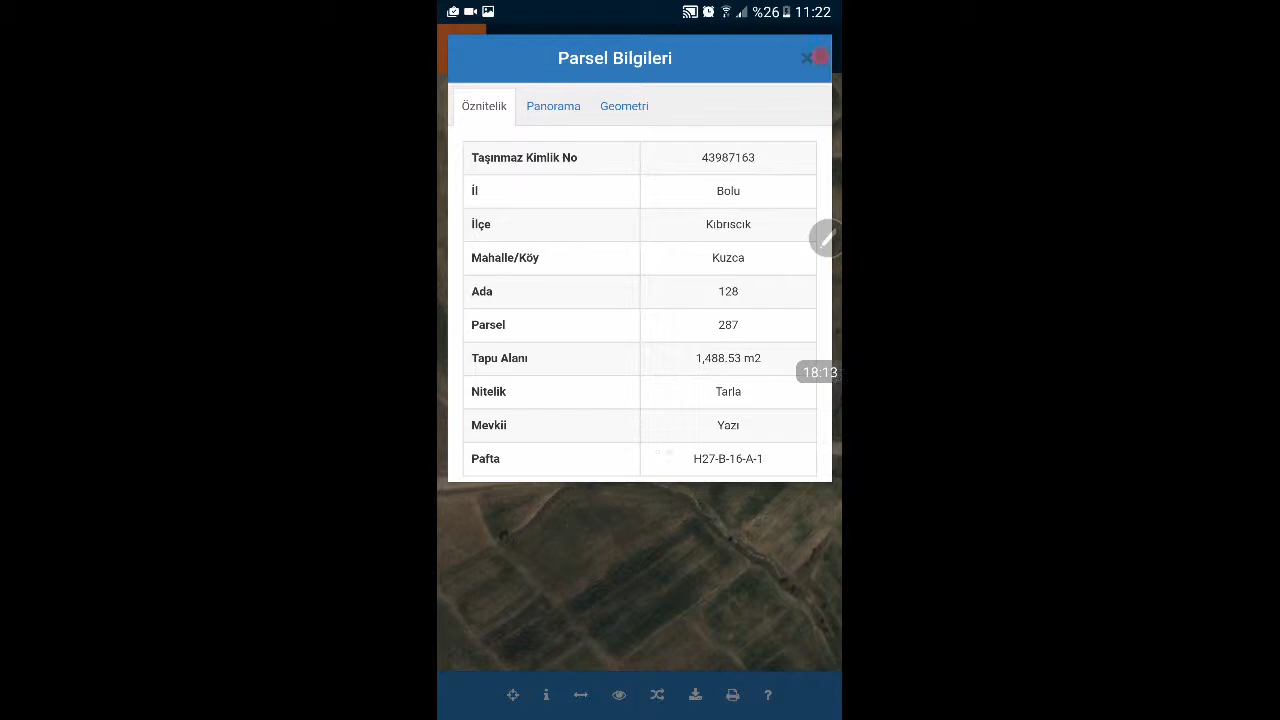 %26 11:22
Parsel Bilgileri
Öznitelik Panorama Geometri
Taşınmaz Kimlik No 43987163
İl Bolu
İlçe Kıbrıscık
Mahalle/Köy Kuzca
Ada 128
Parsel 287
Tapu Alanı 1,488.53 m2
18:13
Nitelik Tarla
Mevkii Yazı
Pafta H27-B-16-A-1